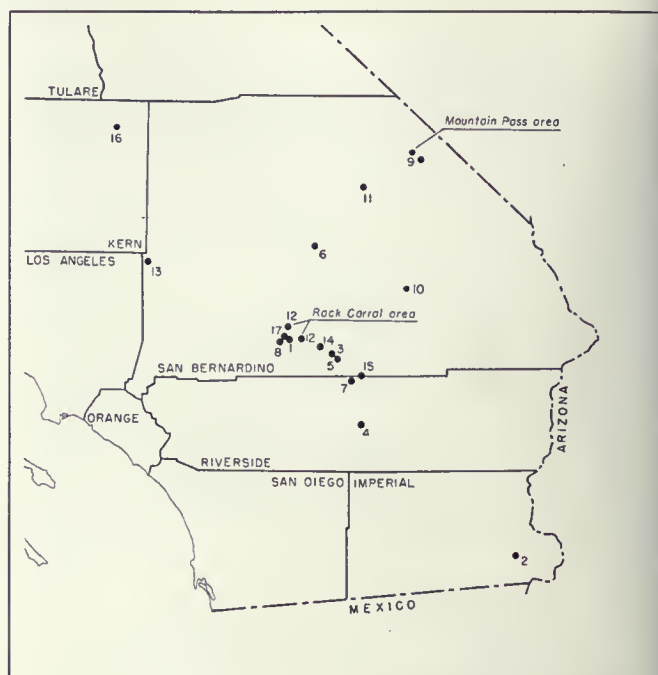 TULARE
Mountain Pass area
16
9
11
KERN
6
LOS ANGELES
13
10
12
Rock Corral area
17
12
14
8
1
3
5
15
SAN BERNARDINO
7
ORANGE
4
ARIZONA
RIVERSIDE
SAN DIEGO
IMPERIAL
2
MEXICO